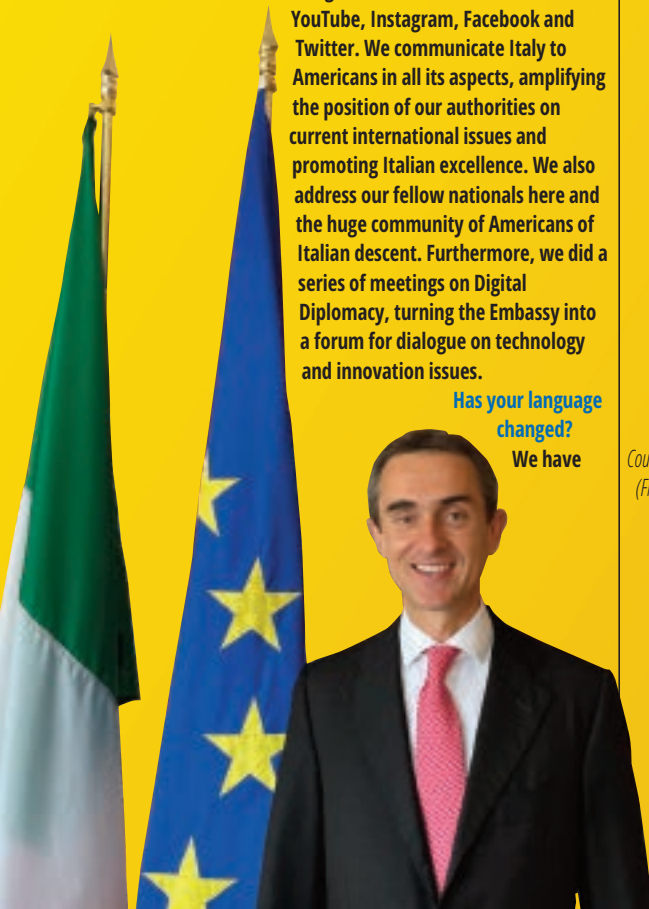 YouTube, Instagram, Facebook and
Twitter. We communicate Italy to
Americans in all its aspects, amplifying
the position of our authorities on
current international issues and
promoting Italian excellence. We also
address our fellow nationals here and
the huge community of Americans of
Italian descent. Furthermore, we did a
series of meetings on Digital
Diplomacy, turning the Embassy into
a forum for dialogue on technology
and innovation issues.
Has your language
changed?
We have
Cou
(F